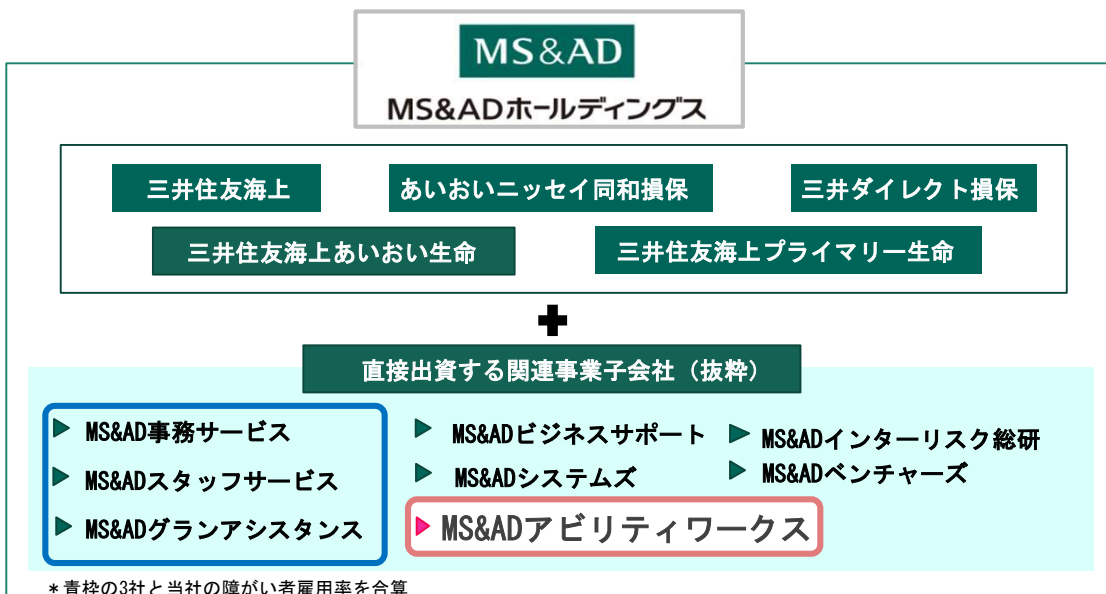 MS&AD
MS&ADホールディングス
三井住友海上
あいおいニッセイ同和損保
三井ダイレクト損保
三井住友海上あいおい生命
三井住友海上プライマリー生命
直接出資する関連事業子会社（抜粋）
MS&AD事務サービス
MS&ADスタッフサービス
MS&ADグランアシスタンス
MS&ADビジネスサポート
MS&ADシステムズ
MS&ADインターリスク総研
MS&ADベンチャーズ
MS&ADアビリティワークス
＊青枠の3社と当社の障がい者雇用率を合算